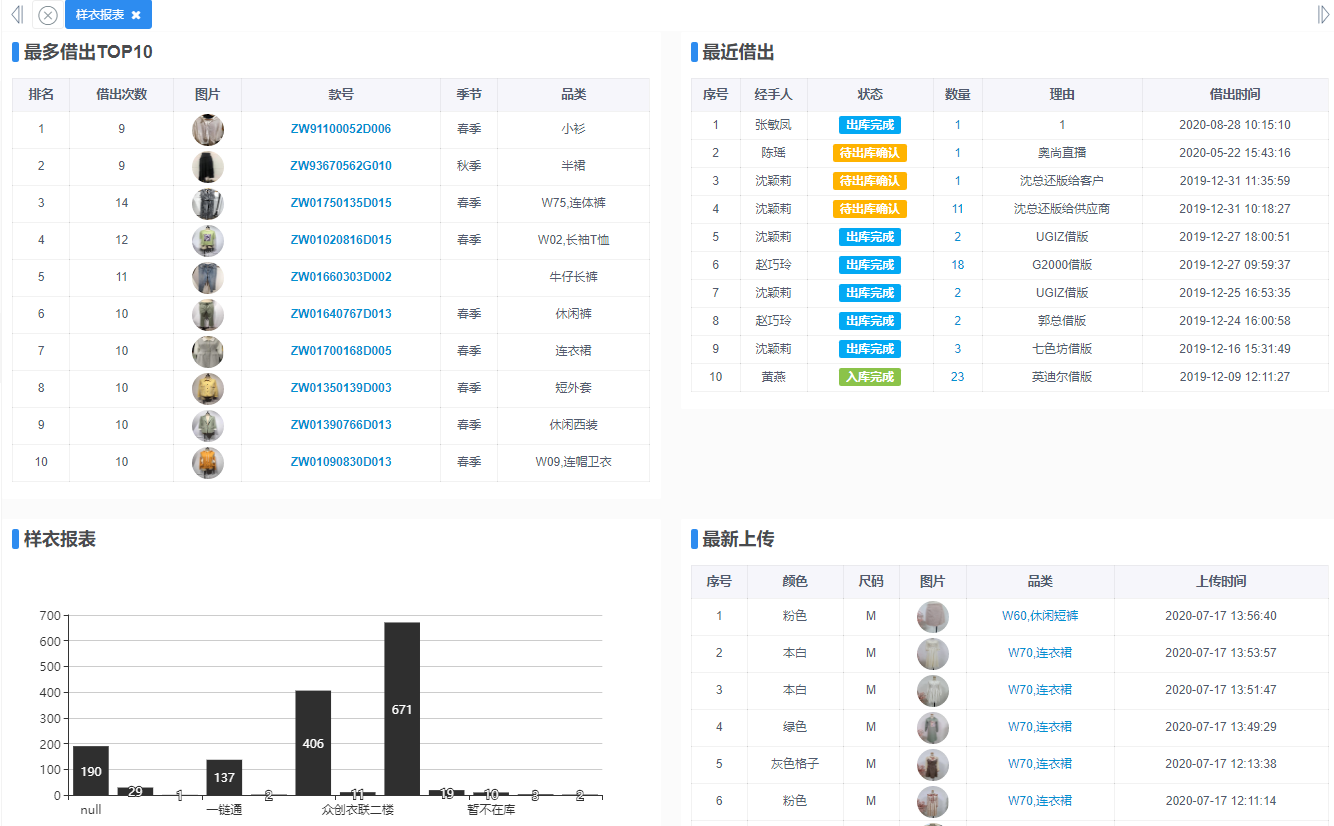 样衣报表
最多借出TOP10
排名 借出次数 图片 款号 季节 品类
1 9 ZW91100052D006 春季 小衫
2 9 ZW93670562G010 秋季 半裙
3 14 ZW01750135D015 春季 W75,连体裤
4 12 ZW01020816D015 春季 W02,长袖T恤
5 11 ZW01660303D002 牛仔长裤
6 10 ZW01640767D013 春季 休闲裤
7 10 ZW01700168D005 春季 连衣裙
8 10 ZW01350139D003 春季 短外套
9 10 ZW01390766D013 春季 休闲西装
10 10 ZW01090830D013 春季 W09,连帽卫衣
最近借出
序号 经手人 状态 数量 理由 借出时间
1 张敏凤 出库完成 1 1 2020-08-28 10:15:10
2 陈瑶 待出库确认 1 奥尚直播 2020-05-22 15:43:16
3 沈颖莉 待出库确认 1 沈总还版给客户 2019-12-31 11:35:59
4 沈颖莉 待出库确认 11 沈总还版给供应商 2019-12-31 10:18:27
5 沈颖莉 出库完成 2 UGIZ借版 2019-12-27 18:00:51
6 赵巧玲 出库完成 18 G2000借版 2019-12-27 09:59:37
7 沈颖莉 出库完成 2 UGIZ借版 2019-12-25 16:53:35
8 赵巧玲 出库完成 2 郭总借版 2019-12-24 16:00:58
9 沈颖莉 出库完成 3 七色坊借版 2019-12-16 15:31:49
10 黄燕 入库完成 23 英迪尔借版 2019-12-09 12:11:27
样衣报表
700
600
500
400
300
200
100
0
190 29 1 137 2 406 11 671 19 10 3 2
null 一链通 众创衣联二楼 暂不在库
最新上传
序号 颜色 尺码 图片 品类 上传时间
1 粉色 M W60,休闲短裤 2020-07-17 13:56:40
2 本白 M W70,连衣裙 2020-07-17 13:53:57
3 本白 M W70,连衣裙 2020-07-17 13:51:47
4 绿色 M W70,连衣裙 2020-07-17 13:49:29
5 灰色格子 M W70,连衣裙 2020-07-17 12:13:38
6 粉色 M W70,连衣裙 2020-07-17 12:11:14